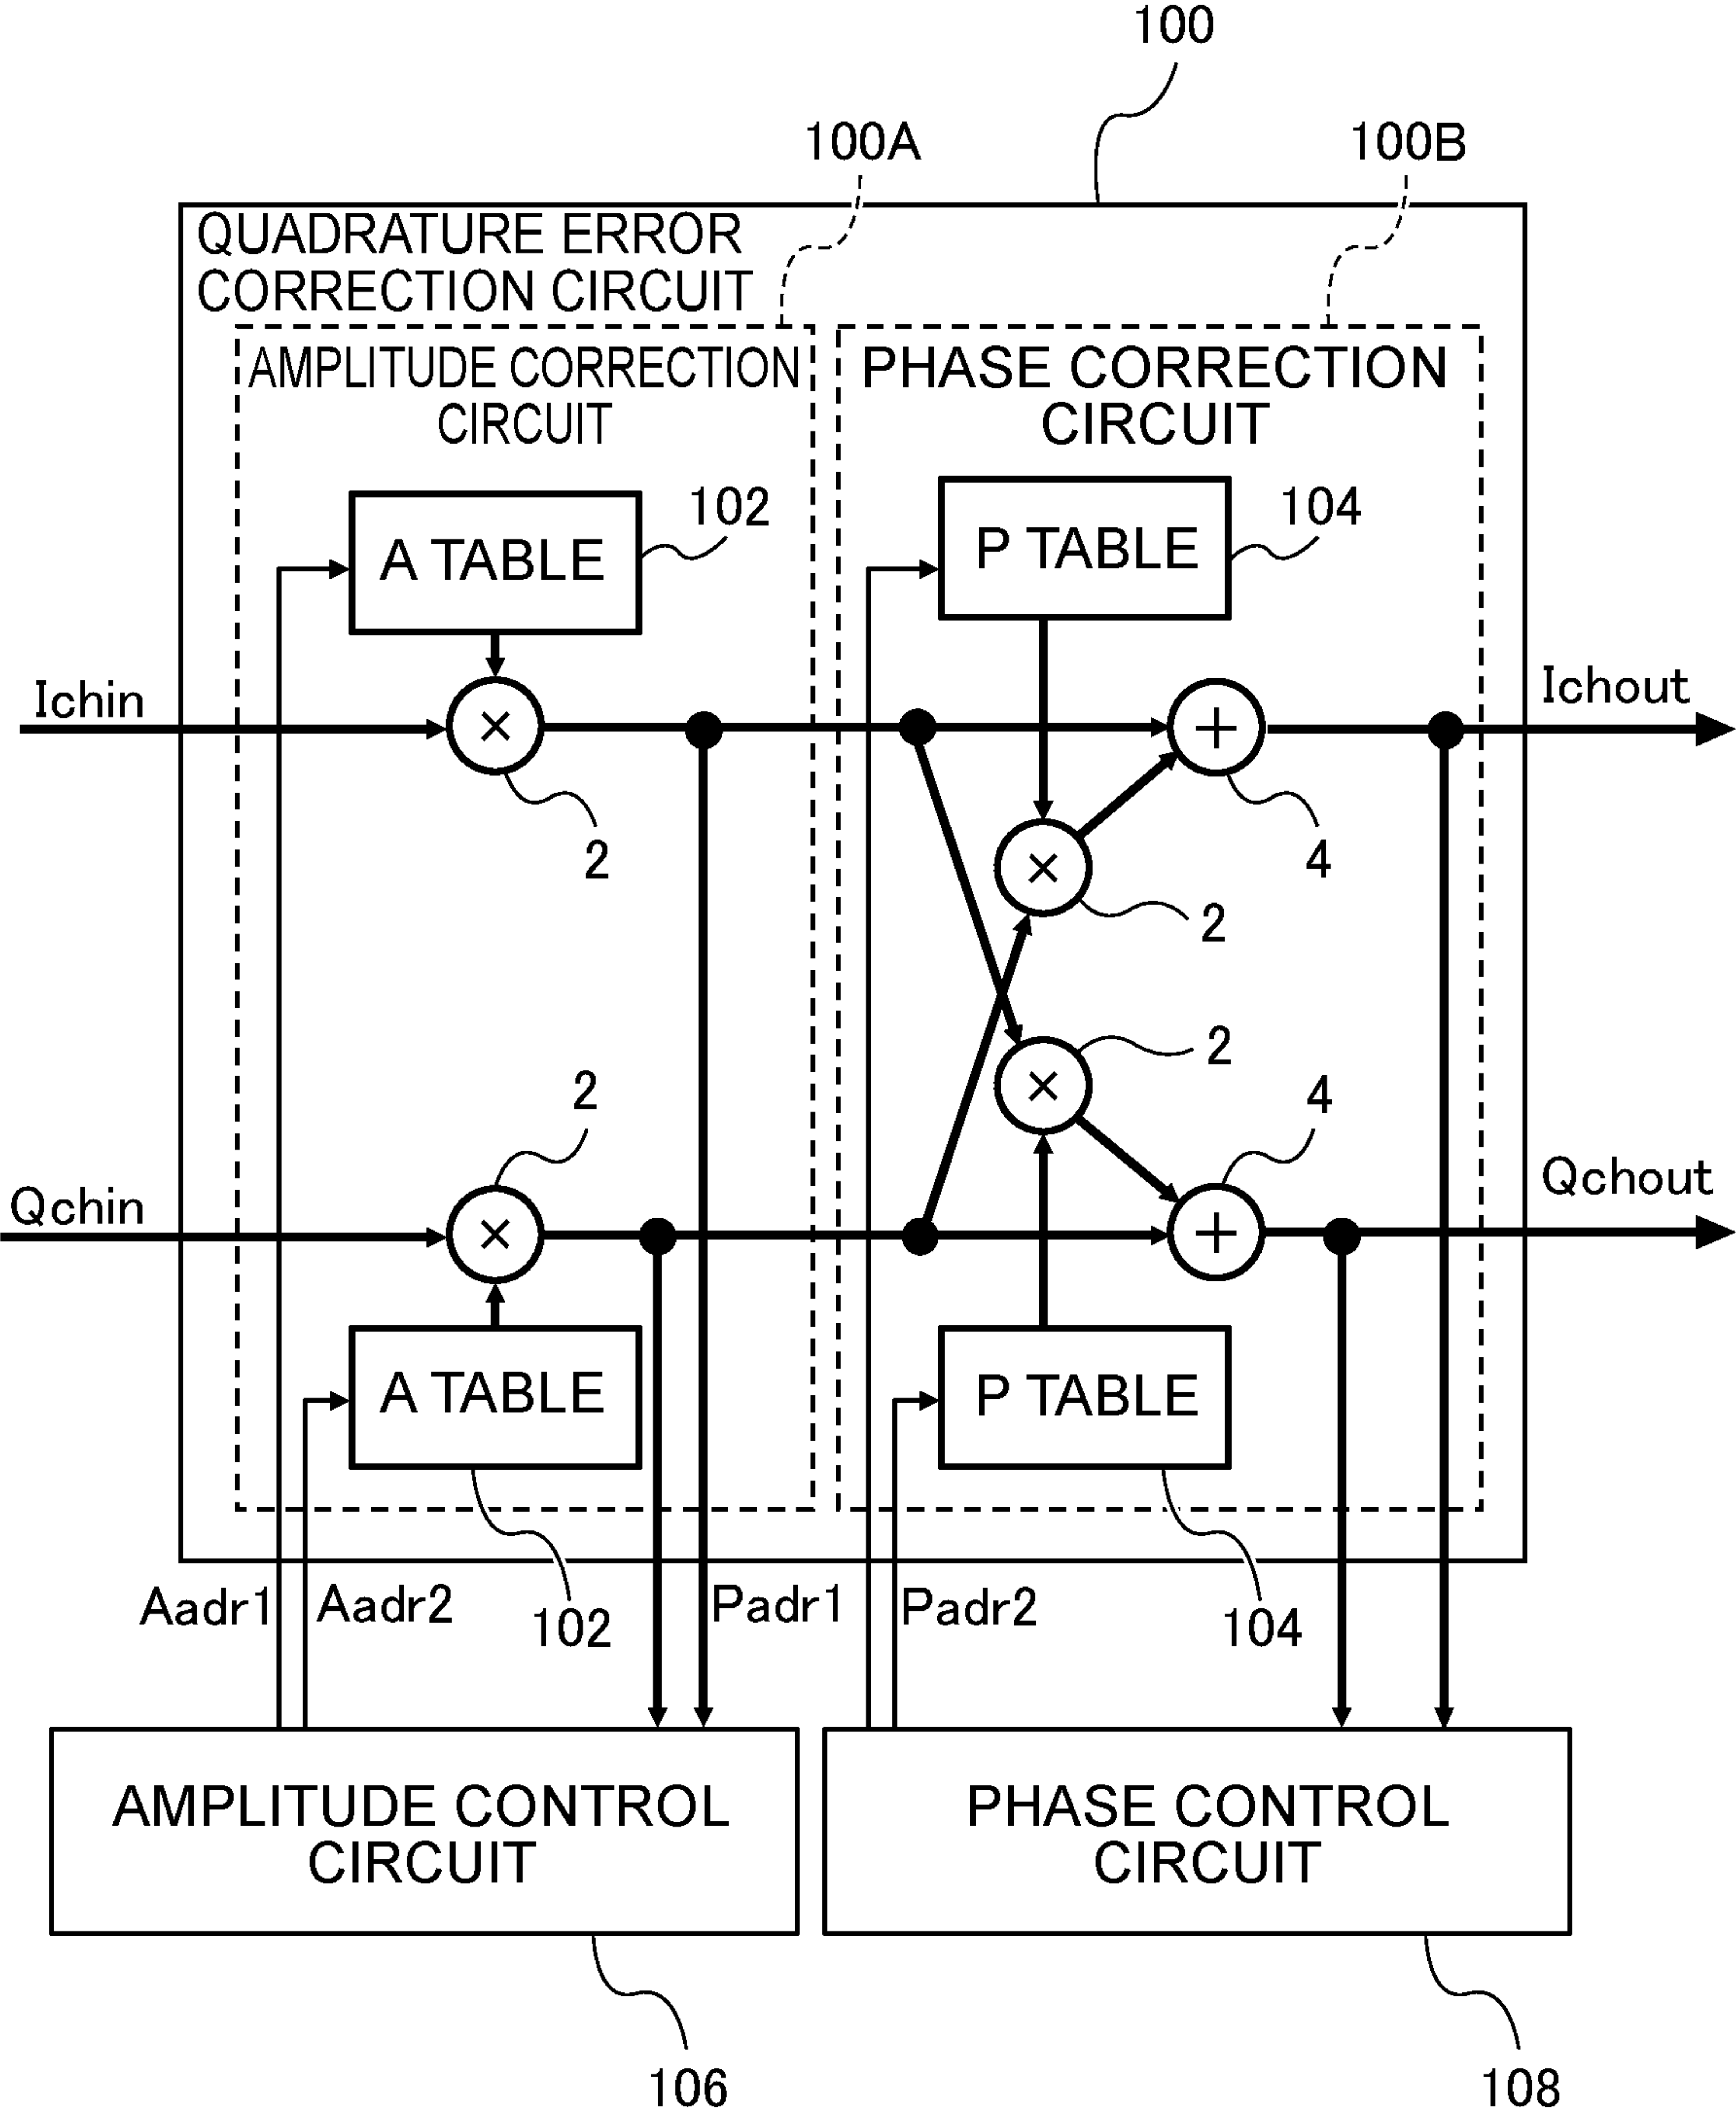 100
100A
100B
QUADRATURE ERROR
CORRECTION CIRCUIT
AMPLITUDE CORRECTION
CIRCUIT
PHASE CORRECTION
CIRCUIT
A TABLE
102
P TABLE
104
Ichin
×
2
+
4
Ichout
×
2
×
2
Qchin
×
2
+
4
Qchout
A TABLE
102
P TABLE
104
Aadr1
Aadr2
Padr1
Padr2
AMPLITUDE CONTROL
CIRCUIT
106
PHASE CONTROL
CIRCUIT
108